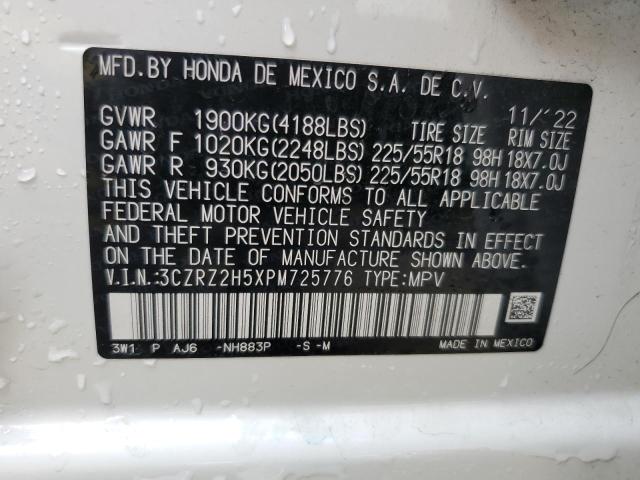 MFD.BY HONDA DE MEXICO S.A. DE C.V. 11/'22
GVWR 1900KG(4188LBS) TIRE SIZE RIM SIZE
GAWR F 1020KG(2248LBS) 225/55R18 98H 18X7.0J
GAWR R 930KG(2050LBS) 225/55R18 98H 18X7.0J
THIS VEHICLE CONFORMS TO ALL APPLICABLE
FEDERAL MOTOR VEHICLE SAFETY
AND THEFT PREVENTION STANDARDS IN EFFECT
ON THE DATE OF MANUFACTURE SHOWN ABOVE.
V.I.N.:3CZRZ2H5XPM725776 TYPE:MPV
3W1 P AJ6 -NH883P -S-M MADE IN MEXICO